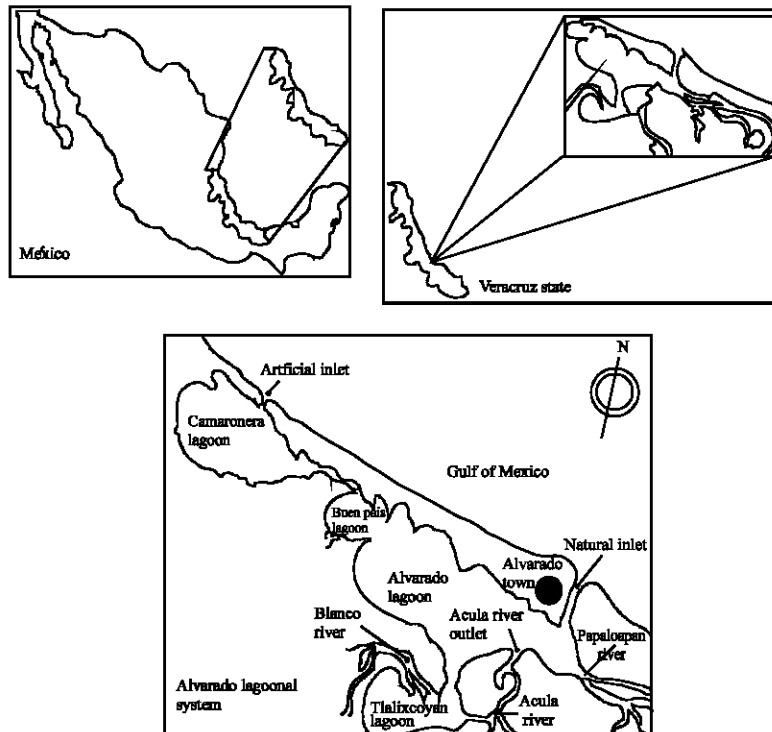 México
Veracruz state
N
Artficial inlet
Camaronera
lagoon
Gulf of Mexico
Buen país
lagoon
Natural inlet
Alvarado
town
Alvarado
lagoon
Blanco
river
Acula river
outlet
Papaloapan
river
Alvarado lagoonal
system
Tlalixcoyan
lagoon
Acula
river